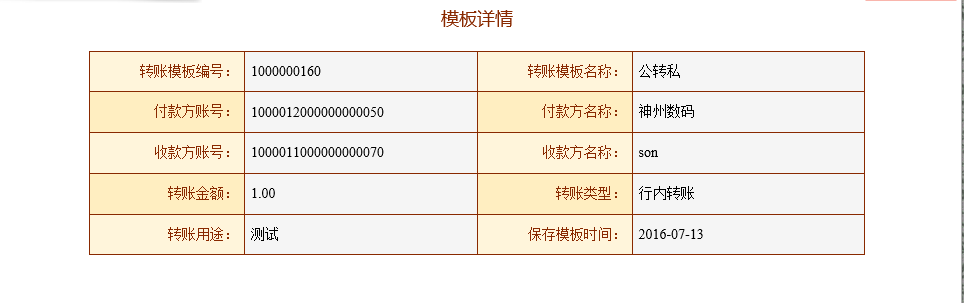 模板详情
转账模板编号： 1000000160 转账模板名称： 公转私
付款方账号： 1000012000000000050 付款方名称： 神州数码
收款方账号： 1000011000000000070 收款方名称： son
转账金额： 1.00 转账类型： 行内转账
转账用途： 测试 保存模板时间： 2016-07-13